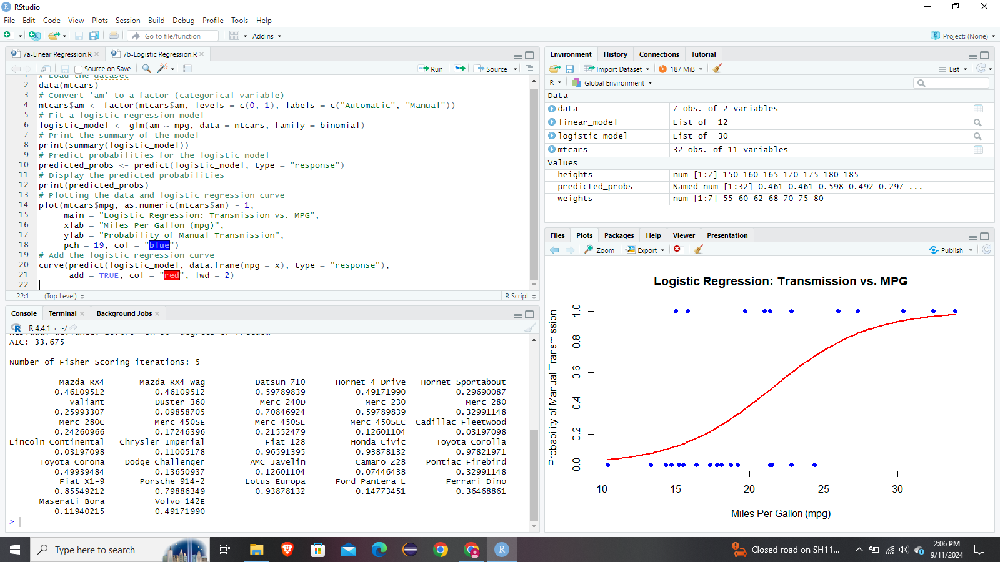 RStudio
File Edit Code View Plots Session Build Debug Profile Tools Help
Go to file/function
Addins
Project: (None)
7a-Linear Regression.R
7b-Logistic Regression.R
Source on Save
Run
Source
1 # Load the dataset
2 data(mtcars)
3 # Convert 'am' to a factor (categorical variable)
4 mtcars$am <- factor(mtcars$am, levels = c(0, 1), labels = c("Automatic", "Manual"))
5 # Fit a logistic regression model
6 logistic_model <- glm(am ~ mpg, data = mtcars, family = binomial)
7 # Print the summary of the model
8 print(summary(logistic_model))
9 # Predict probabilities for the logistic model
10 predicted_probs <- predict(logistic_model, type = "response")
11 # Display the predicted probabilities
12 print(predicted_probs)
13 # Plotting the data and logistic regression curve
14 plot(mtcars$mpg, as.numeric(mtcars$am) - 1,
15 main = "Logistic Regression: Transmission vs. MPG",
16 xlab = "Miles Per Gallon (mpg)",
17 ylab = "Probability of Manual Transmission",
18 pch = 19, col = "blue")
19 # Add the logistic regression curve
20 curve(predict(logistic_model, data.frame(mpg = x), type = "response"),
21 add = TRUE, col = "red", lwd = 2)
22
22:1 (Top Level) R Script
Console Terminal Background Jobs
R 4.4.1 · ~/
AIC: 33.675
Number of Fisher Scoring iterations: 5
Mazda RX4 Mazda RX4 Wag Datsun 710 Hornet 4 Drive Hornet Sportabout
0.46109512 0.46109512 0.59789839 0.49171990 0.29690087
Valiant Duster 360 Merc 240D Merc 230 Merc 280
0.25993307 0.09858705 0.70846924 0.59789839 0.32991148
Merc 280C Merc 450SE Merc 450SL Merc 450SLC Cadillac Fleetwood
0.24260966 0.17246396 0.21552479 0.12601104 0.03197098
Lincoln Continental Chrysler Imperial Fiat 128 Honda Civic Toyota Corolla
0.03197098 0.11005178 0.96591395 0.93878132 0.97821971
Toyota Corona Dodge Challenger AMC Javelin Camaro Z28 Pontiac Firebird
0.49939484 0.13650937 0.12601104 0.07446438 0.32991148
Fiat X1-9 Porsche 914-2 Lotus Europa Ford Pantera L Ferrari Dino
0.85549212 0.79886349 0.93878132 0.14773451 0.36468861
Maserati Bora Volvo 142E
0.11940215 0.49171990
>
Environment History Connections Tutorial
Import Dataset 187 MiB List
R Global Environment
Data
data 7 obs. of 2 variables
linear_model List of 12
logistic_model List of 30
mtcars 32 obs. of 11 variables
Values
heights num [1:7] 150 160 165 170 175 180 185
predicted_probs Named num [1:32] 0.461 0.461 0.598 0.492 0.297 ...
weights num [1:7] 55 60 62 68 70 75 80
Files Plots Packages Help Viewer Presentation
Zoom Export Publish
Logistic Regression: Transmission vs. MPG
Probability of Manual Transmission
1.0
0.8
0.6
0.4
0.2
0.0
10 15 20 25 30
Miles Per Gallon (mpg)
Type here to search
Closed road on SH11...
2:06 PM
9/11/2024